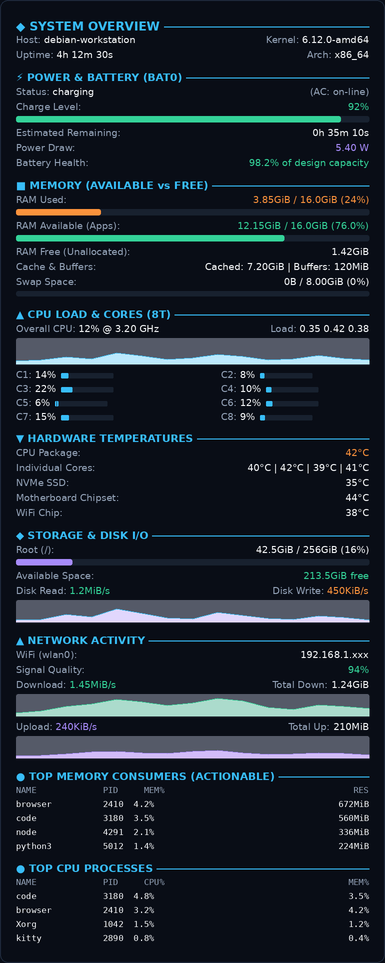 ◆ SYSTEM OVERVIEW
Host: debian-workstation Kernel: 6.12.0-amd64
Uptime: 4h 12m 30s Arch: x86_64
⚡ POWER & BATTERY (BAT0)
Status: charging (AC: on-line)
Charge Level: 92%
Estimated Remaining: 0h 35m 10s
Power Draw: 5.40 W
Battery Health: 98.2% of design capacity
■ MEMORY (AVAILABLE vs FREE)
RAM Used: 3.85GiB / 16.0GiB (24%)
RAM Available (Apps): 12.15GiB / 16.0GiB (76.0%)
RAM Free (Unallocated): 1.42GiB
Cache & Buffers: Cached: 7.20GiB | Buffers: 120MiB
Swap Space: 0B / 8.00GiB (0%)
▲ CPU LOAD & CORES (8T)
Overall CPU: 12% @ 3.20 GHz Load: 0.35 0.42 0.38
C1: 14% C2: 8%
C3: 22% C4: 10%
C5: 6% C6: 12%
C7: 15% C8: 9%
▼ HARDWARE TEMPERATURES
CPU Package: 42°C
Individual Cores: 40°C | 42°C | 39°C | 41°C
NVMe SSD: 35°C
Motherboard Chipset: 44°C
WiFi Chip: 38°C
◆ STORAGE & DISK I/O
Root (/): 42.5GiB / 256GiB (16%)
Available Space: 213.5GiB free
Disk Read: 1.2MiB/s Disk Write: 450KiB/s
▲ NETWORK ACTIVITY
WiFi (wlan0): 192.168.1.xxx
Signal Quality: 94%
Download: 1.45MiB/s Total Down: 1.24GiB
Upload: 240KiB/s Total Up: 210MiB
● TOP MEMORY CONSUMERS (ACTIONABLE)
NAME PID MEM% RES
browser 2410 4.2% 672MiB
code 3180 3.5% 560MiB
node 4291 2.1% 336MiB
python3 5012 1.4% 224MiB
● TOP CPU PROCESSES
NAME PID CPU% MEM%
code 3180 4.8% 3.5%
browser 2410 3.2% 4.2%
Xorg 1042 1.5% 1.2%
kitty 2890 0.8% 0.4%